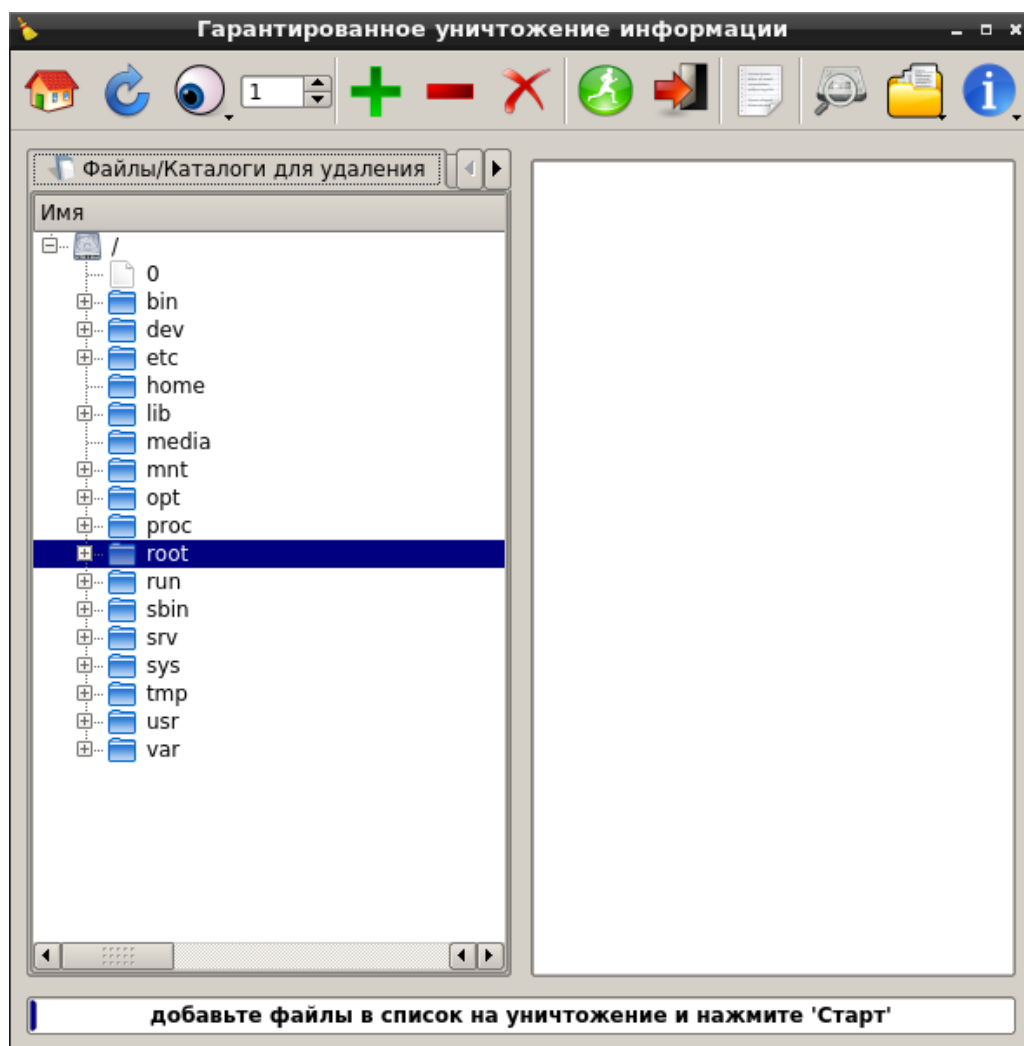 Гарантированное уничтожение информации
1
Файлы/Каталоги для удаления
Имя
/
0
bin
dev
etc
home
lib
media
mnt
opt
proc
root
run
sbin
srv
sys
tmp
usr
var
добавьте файлы в список на уничтожение и нажмите 'Старт'